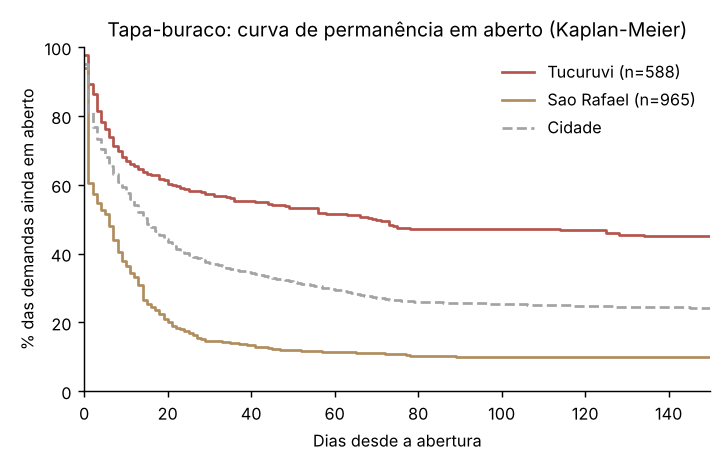 Tapa-buraco: curva de permanência em aberto (Kaplan-Meier)
% das demandas ainda em aberto
100
80
60
40
20
0
Tucuruvi (n=588)
Sao Rafael (n=965)
Cidade
0 20 40 60 80 100 120 140
Dias desde a abertura